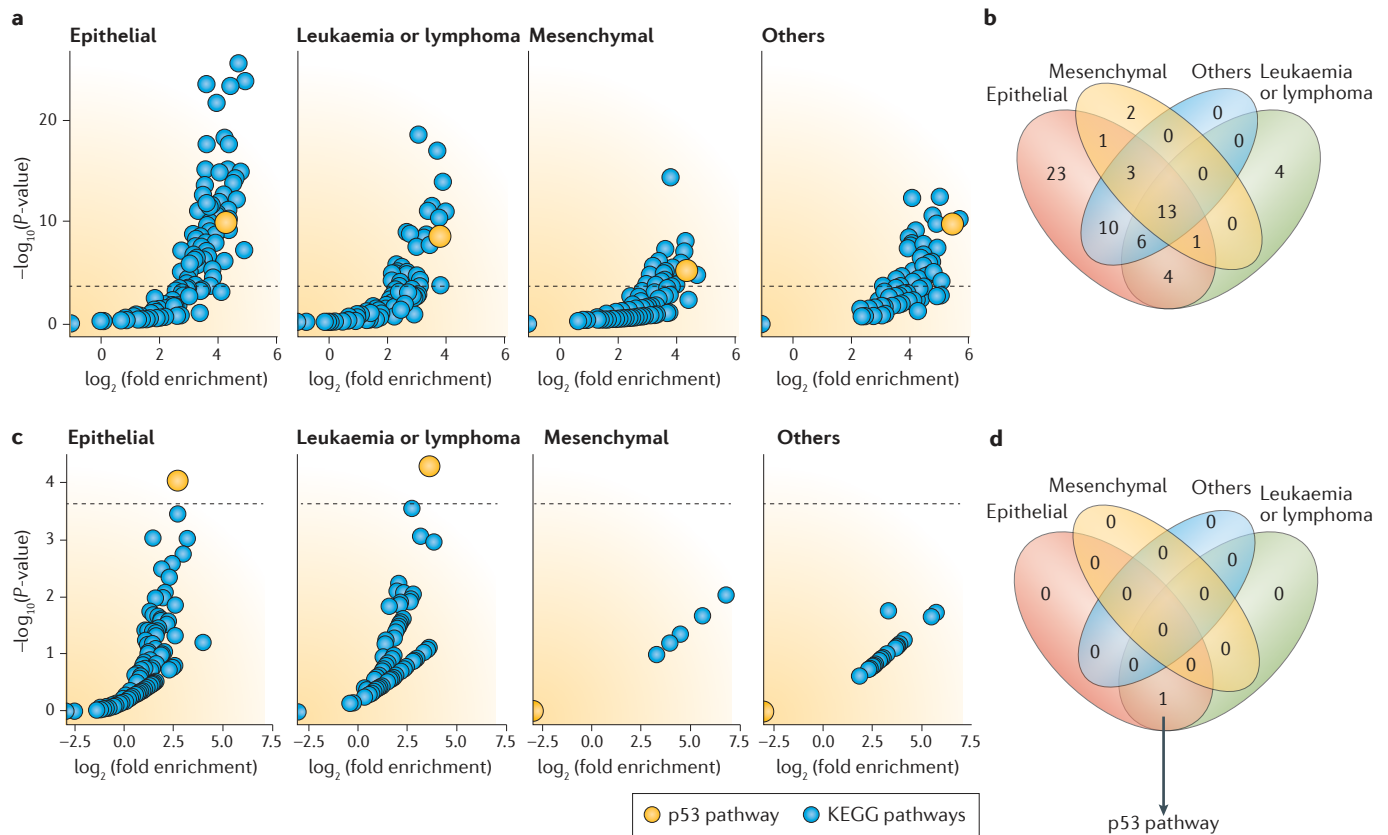 a
Epithelial
Leukaemia or lymphoma
Mesenchymal
Others
–log10(P-value)
20
10
0
0 2 4 6
0 2 4 6
0 2 4 6
0 2 4 6
log2 (fold enrichment)
log2 (fold enrichment)
log2 (fold enrichment)
log2 (fold enrichment)
b
Mesenchymal
Others
Leukaemia
or lymphoma
Epithelial
2
0
1
0
0
23
3
0
4
13
10
6
1
0
4
c
Epithelial
Leukaemia or lymphoma
Mesenchymal
Others
–log10(P-value)
4
3
2
1
0
–2.5 0.0 2.5 5.0 7.5
–2.5 0.0 2.5 5.0 7.5
–2.5 0.0 2.5 5.0 7.5
–2.5 0.0 2.5 5.0 7.5
log2 (fold enrichment)
log2 (fold enrichment)
log2 (fold enrichment)
log2 (fold enrichment)
p53 pathway
KEGG pathways
d
Mesenchymal
Others
Leukaemia
or lymphoma
Epithelial
0
0
0
0
0
0
0
0
0
0
0
0
0
0
1
p53 pathway